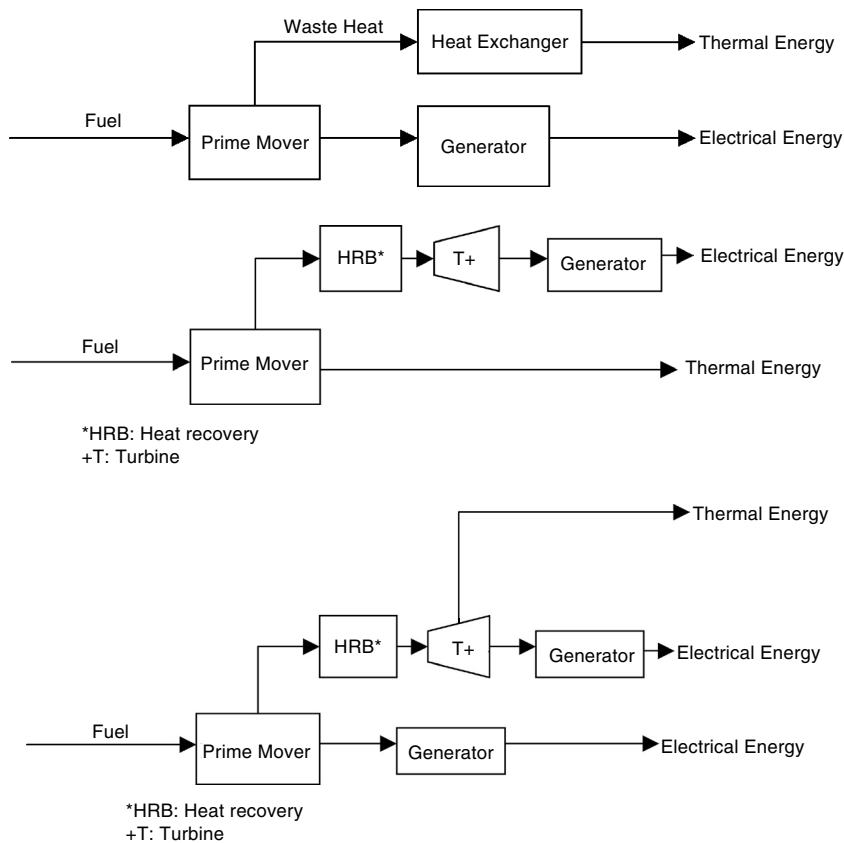 Waste Heat
Heat Exchanger
Thermal Energy
Fuel
Prime Mover
Generator
Electrical Energy
HRB*
T+
Generator
Electrical Energy
Fuel
Prime Mover
Thermal Energy
*HRB: Heat recovery
+T: Turbine
Thermal Energy
HRB*
T+
Generator
Electrical Energy
Fuel
Prime Mover
Generator
Electrical Energy
*HRB: Heat recovery
+T: Turbine